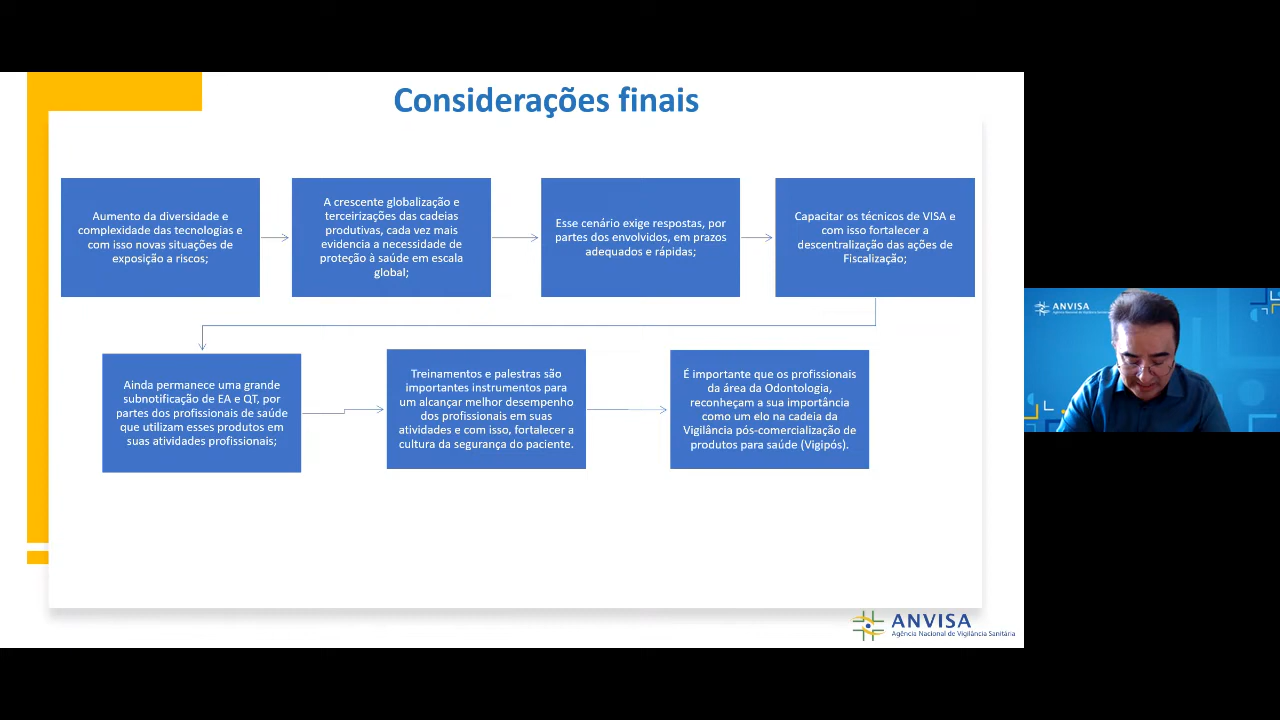 Considerações finais
Aumento da diversidade e
complexidade das tecnologias e
com isso novas situações de
exposição a riscos;
A crescente globalização e
terceirizações das cadeias
produtivas, cada vez mais
evidencia a necessidade de
proteção à saúde em escala
global;
Esse cenário exige respostas, por
partes dos envolvidos, em prazos
adequados e rápidas;
Capacitar os técnicos de VISA e
com isso fortalecer a
descentralização das ações de
Fiscalização;
Ainda permanece uma grande
subnotificação de EA e QT, por
partes dos profissionais de saúde
que utilizam esses produtos em
suas atividades profissionais;
Treinamentos e palestras são
importantes instrumentos para
um alcançar melhor desempenho
dos profissionais em suas
atividades e com isso, fortalecer a
cultura da segurança do paciente.
É importante que os profissionais
da área da Odontologia,
reconheçam a sua importância
como um elo na cadeia da
Vigilância pós-comercialização de
produtos para saúde (Vigipós).
ANVISA
Agência Nacional de Vigilância Sanitária
ANVISA